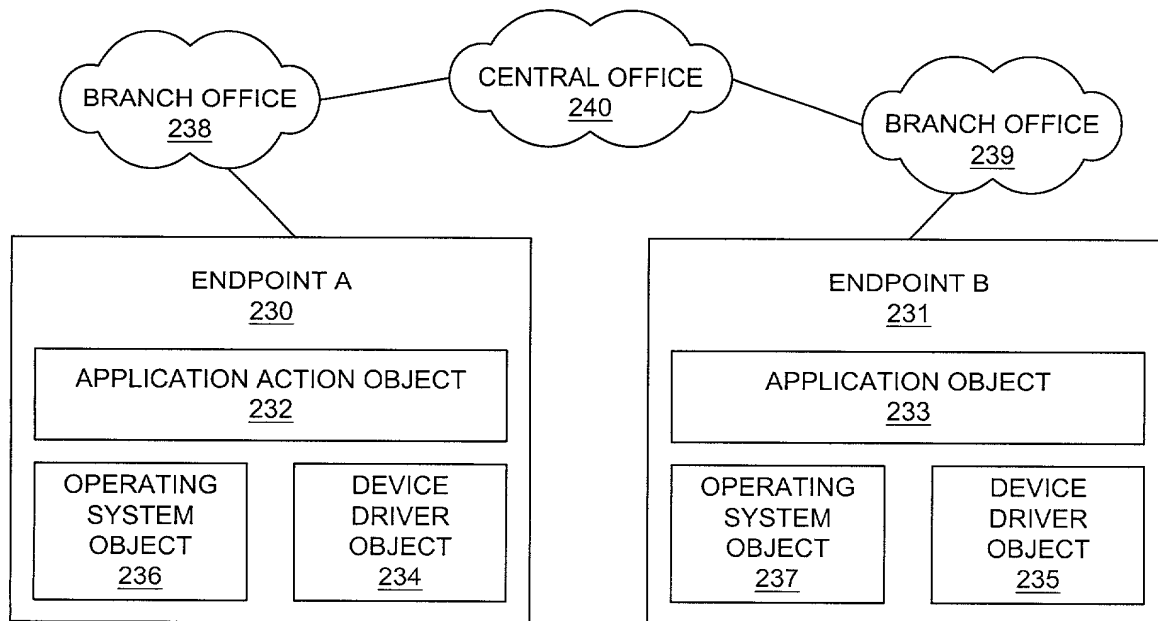 BRANCH OFFICE
238
CENTRAL OFFICE
240
BRANCH OFFICE
239
ENDPOINT A
230
APPLICATION ACTION OBJECT
232
OPERATING
SYSTEM
OBJECT
236
DEVICE
DRIVER
OBJECT
234
ENDPOINT B
231
APPLICATION OBJECT
233
OPERATING
SYSTEM
OBJECT
237
DEVICE
DRIVER
OBJECT
235